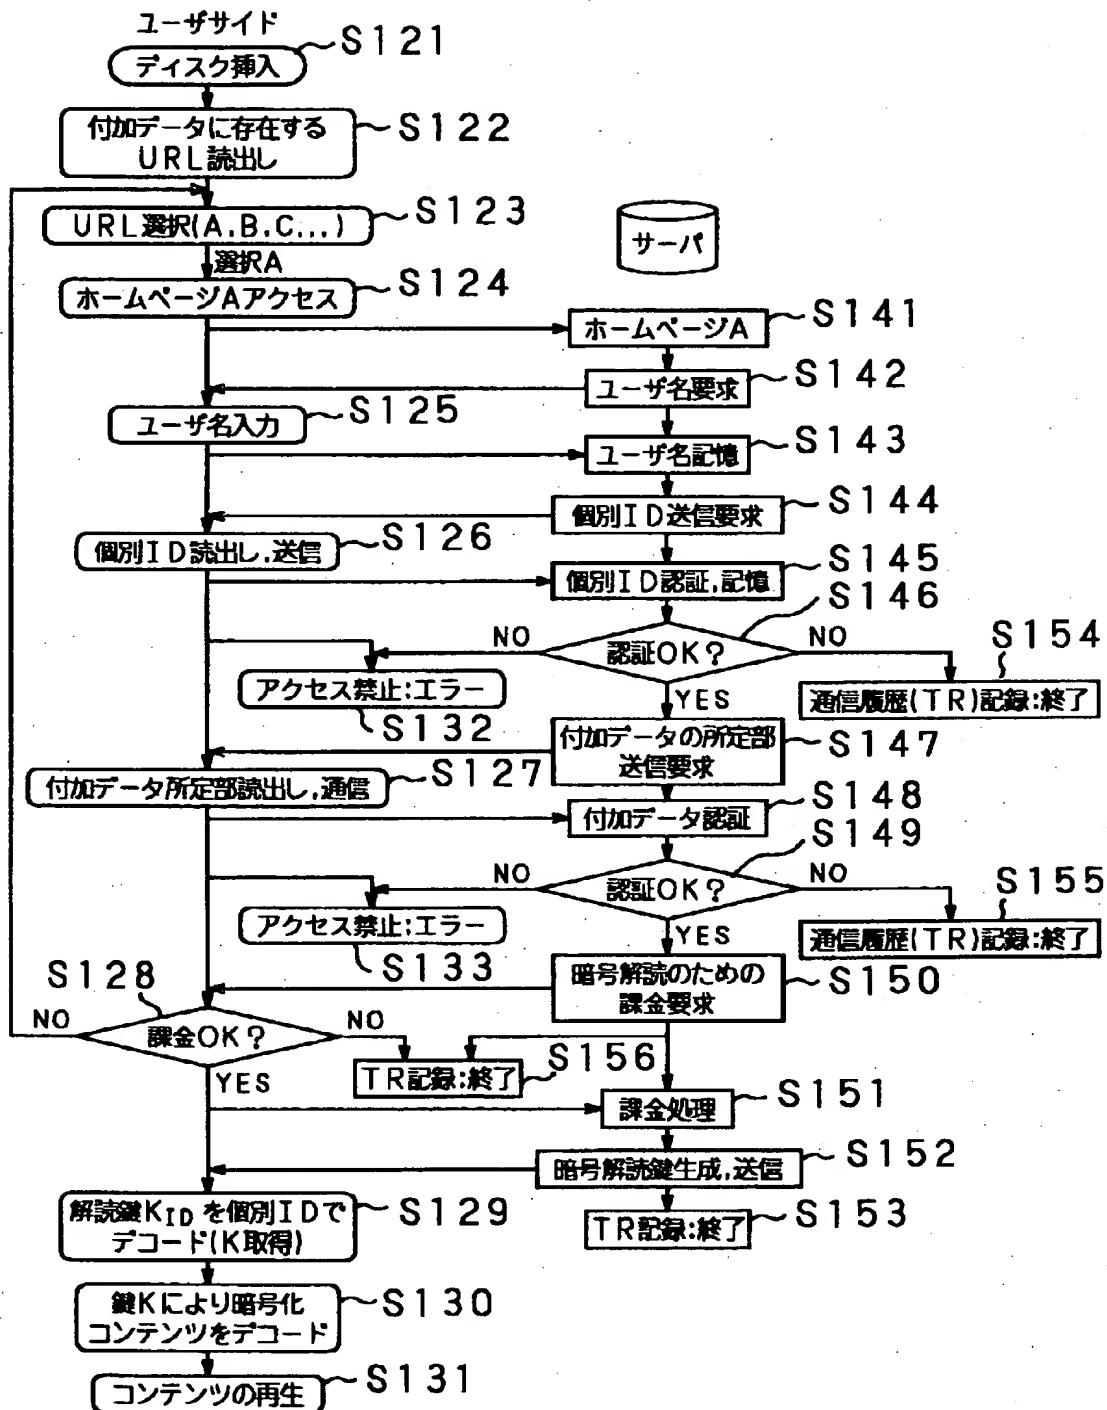 ユーザサイド
ディスク挿入
S121
付加データに存在する
URL読出し
S122
URL選択(A.B.C...)
S123
サーバ
選択A
ホームページAアクセス
S124
ホームページA
S141
ユーザ名要求
S142
ユーザ名入力
S125
ユーザ名記憶
S143
個別ID送信要求
S144
個別ID読出し,送信
S126
個別ID認証,記憶
S145
S146
NO
認証OK?
NO
S154
アクセス禁止:エラー
S132
YES
通信履歴(TR)記録:終了
付加データの所定部
送信要求
S147
付加データ所定部読出し,通信
S127
付加データ認証
S148
S149
NO
認証OK?
NO
S155
アクセス禁止:エラー
S133
YES
通信履歴(TR)記録:終了
暗号解読のための
課金要求
S150
S128
NO
課金OK?
NO
YES
TR記録:終了
S156
課金処理
S151
暗号解読鍵生成,送信
S152
解読鍵KIDを個別IDで
デコード(K取得)
S129
TR記録:終了
S153
鍵Kにより暗号化
コンテンツをデコード
S130
コンテンツの再生
S131